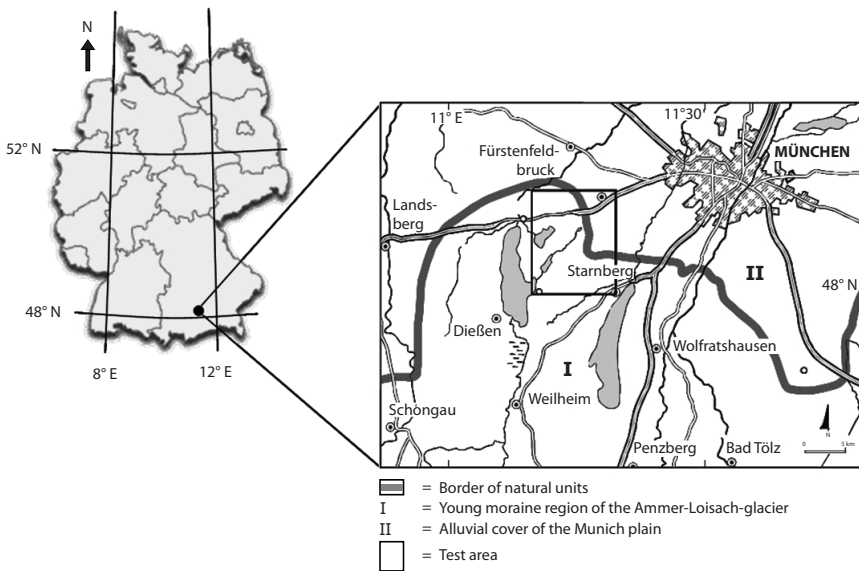 N
52° N
48° N
8° E
12° E
11° E
11°30
MÜNCHEN
Fürstenfeld-
bruck
Lands-
berg
Starnberg
II
48° N
Dießen
I
Wolfratshausen
Weilheim
Schongau
Penzberg
Bad Tölz
N
0 5 km
= Border of natural units
I = Young moraine region of the Ammer-Loisach-glacier
II = Alluvial cover of the Munich plain
= Test area